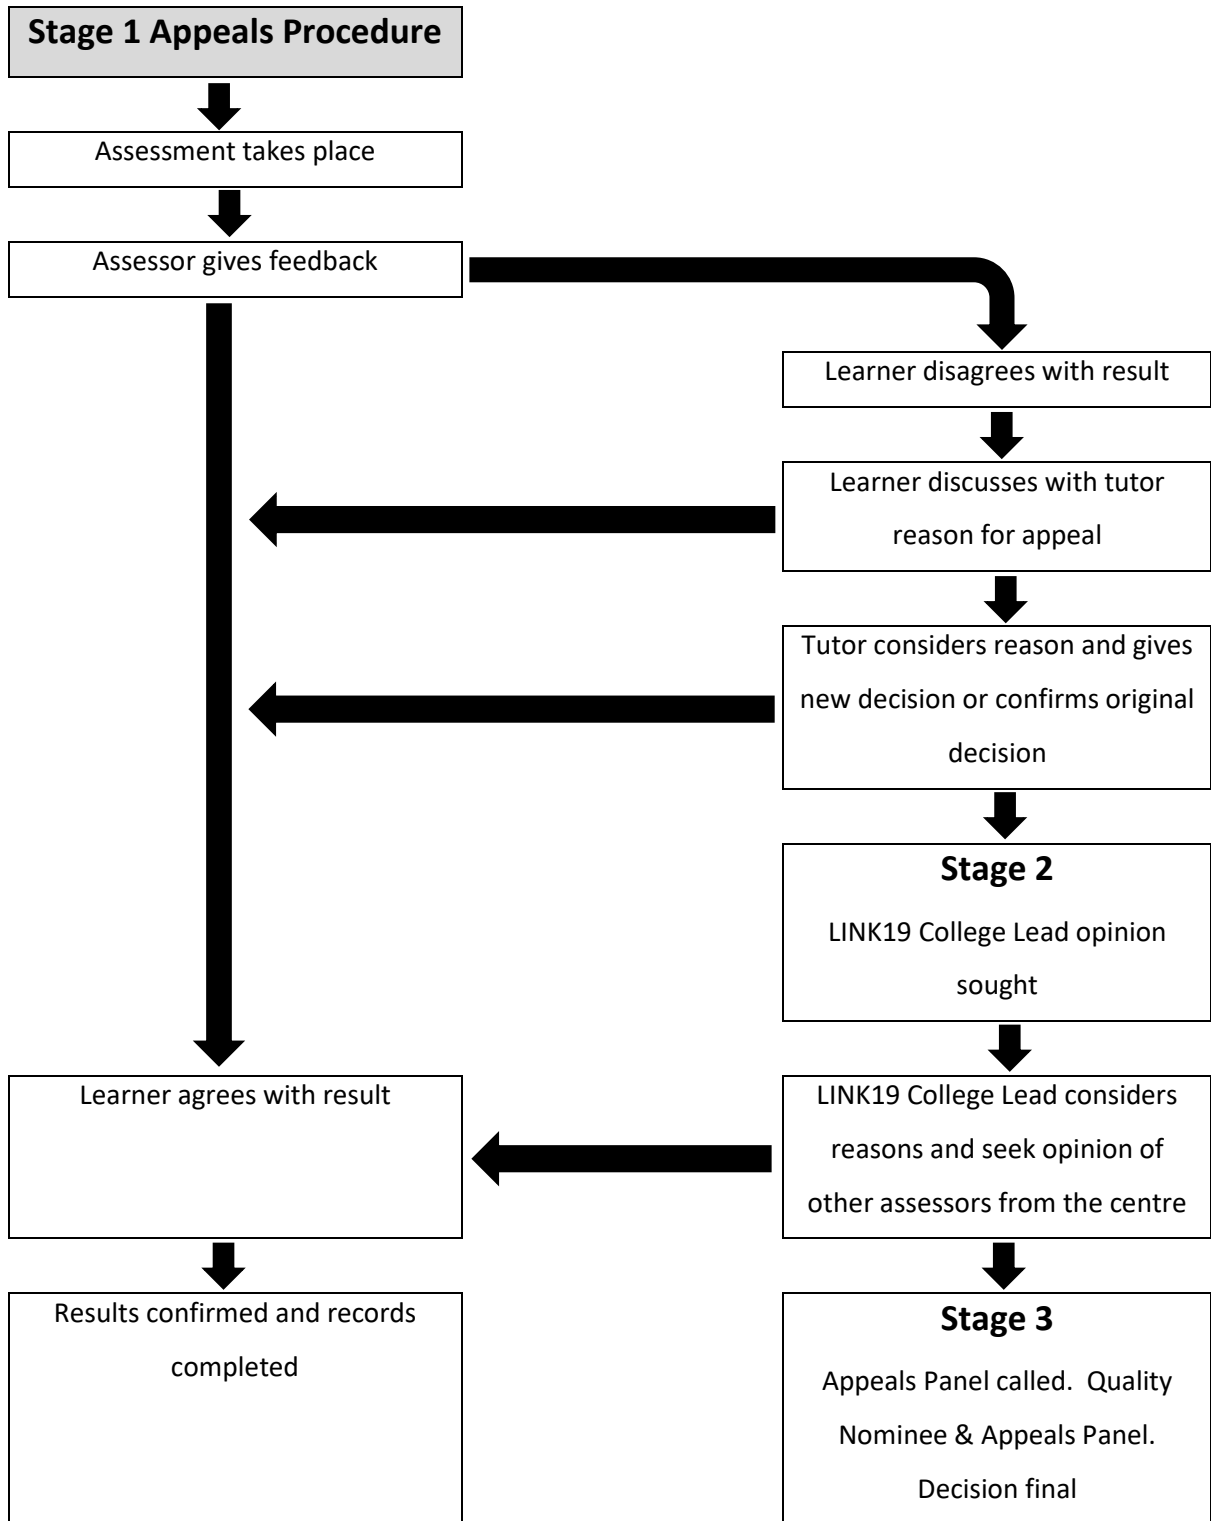 Stage 1 Appeals Procedure
Assessment takes place
Assessor gives feedback
Learner disagrees with result
Learner discusses with tutor
reason for appeal
Tutor considers reason and gives
new decision or confirms original
decision
Stage 2
LINK19 College Lead opinion
sought
Learner agrees with result
LINK19 College Lead considers
reasons and seek opinion of
other assessors from the centre
Results confirmed and records
completed
Stage 3
Appeals Panel called.  Quality
Nominee & Appeals Panel.
Decision final